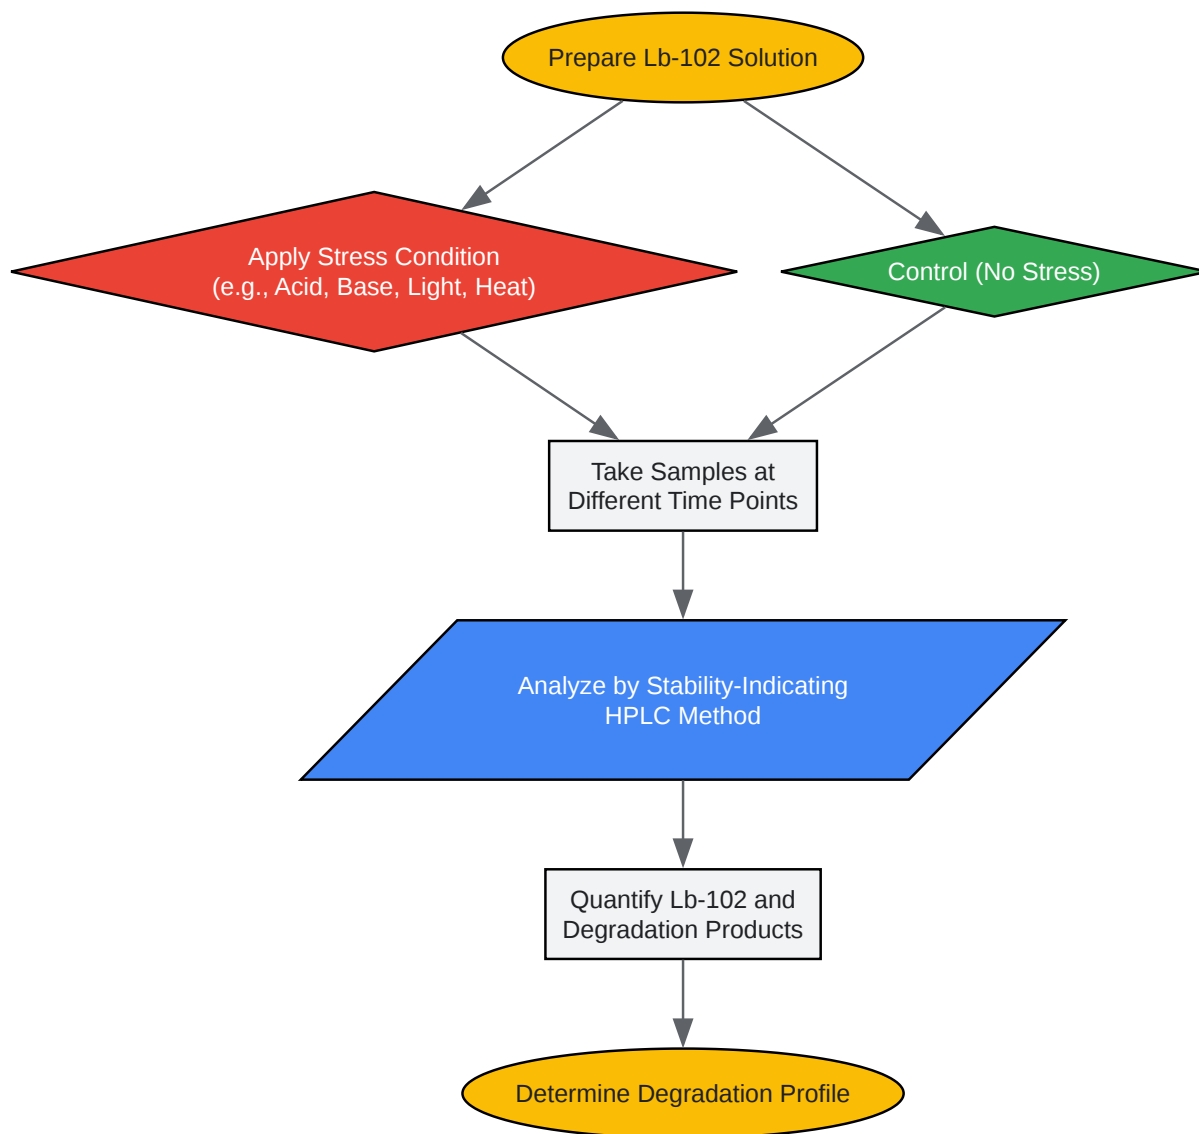 Prepare Lb-102 Solution
Apply Stress Condition
(e.g., Acid, Base, Light, Heat)
Control (No Stress)
Take Samples at
Different Time Points
Analyze by Stability-Indicating
HPLC Method
Quantify Lb-102 and
Degradation Products
Determine Degradation Profile